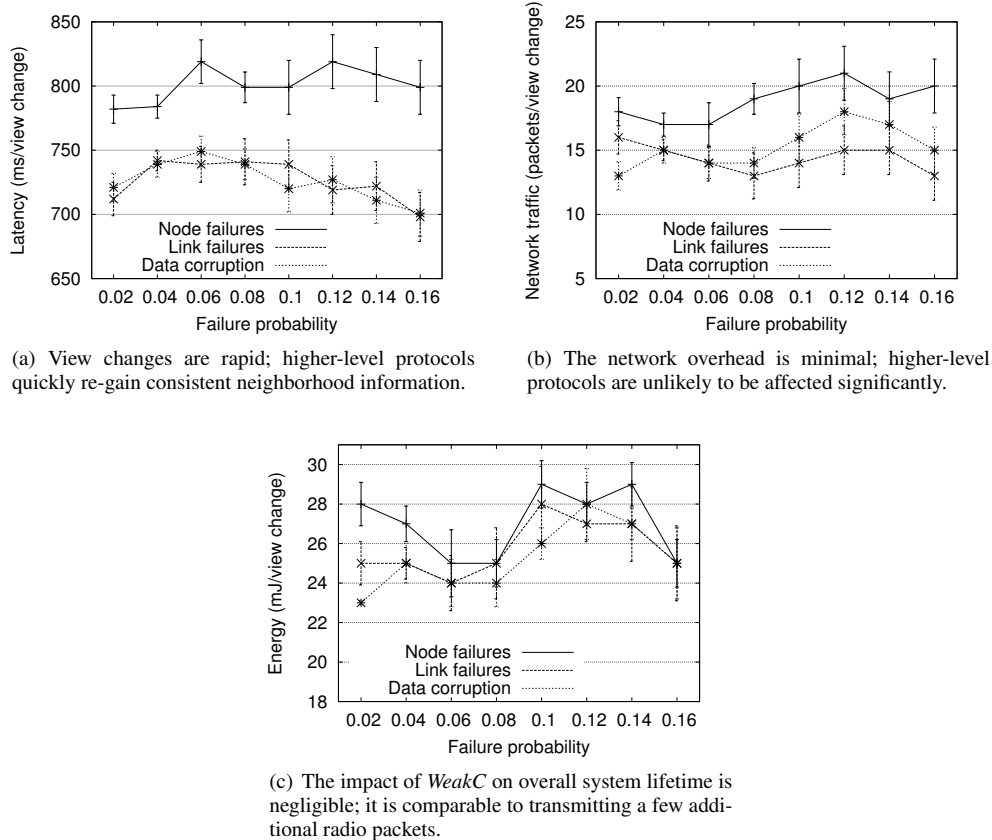 850
800
750
700
650
Latency (ms/view change)
Node failures
Link failures
Data corruption
0.02 0.04 0.06 0.08 0.1 0.12 0.14 0.16
Failure probability
(a) View changes are rapid; higher-level protocols
quickly re-gain consistent neighborhood information.
25
20
15
10
5
Network traffic (packets/view change)
Node failures
Link failures
Data corruption
0.02 0.04 0.06 0.08 0.1 0.12 0.14 0.16
Failure probability
(b) The network overhead is minimal; higher-level
protocols are unlikely to be affected significantly.
30
28
26
24
22
20
18
Energy (mJ/view change)
Node failures
Link failures
Data corruption
0.02 0.04 0.06 0.08 0.1 0.12 0.14 0.16
Failure probability
(c) The impact of WeakC on overall system lifetime is
negligible; it is comparable to transmitting a few addi-
tional radio packets.